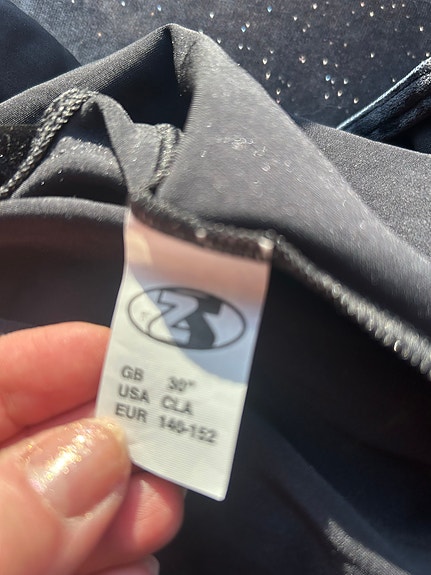 GB 30"
USA CLA
EUR 140-152